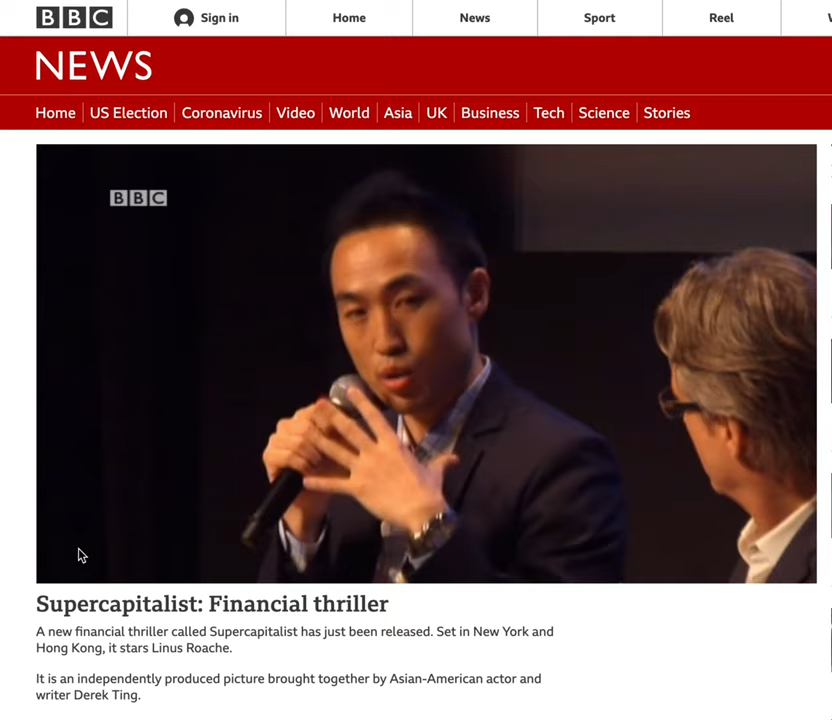 BBC Sign in Home News Sport Reel
NEWS
Home US Election Coronavirus Video World Asia UK Business Tech Science Stories
BBC
Supercapitalist: Financial thriller
A new financial thriller called Supercapitalist has just been released. Set in New York and
Hong Kong, it stars Linus Roache.
It is an independently produced picture brought together by Asian-American actor and
writer Derek Ting.